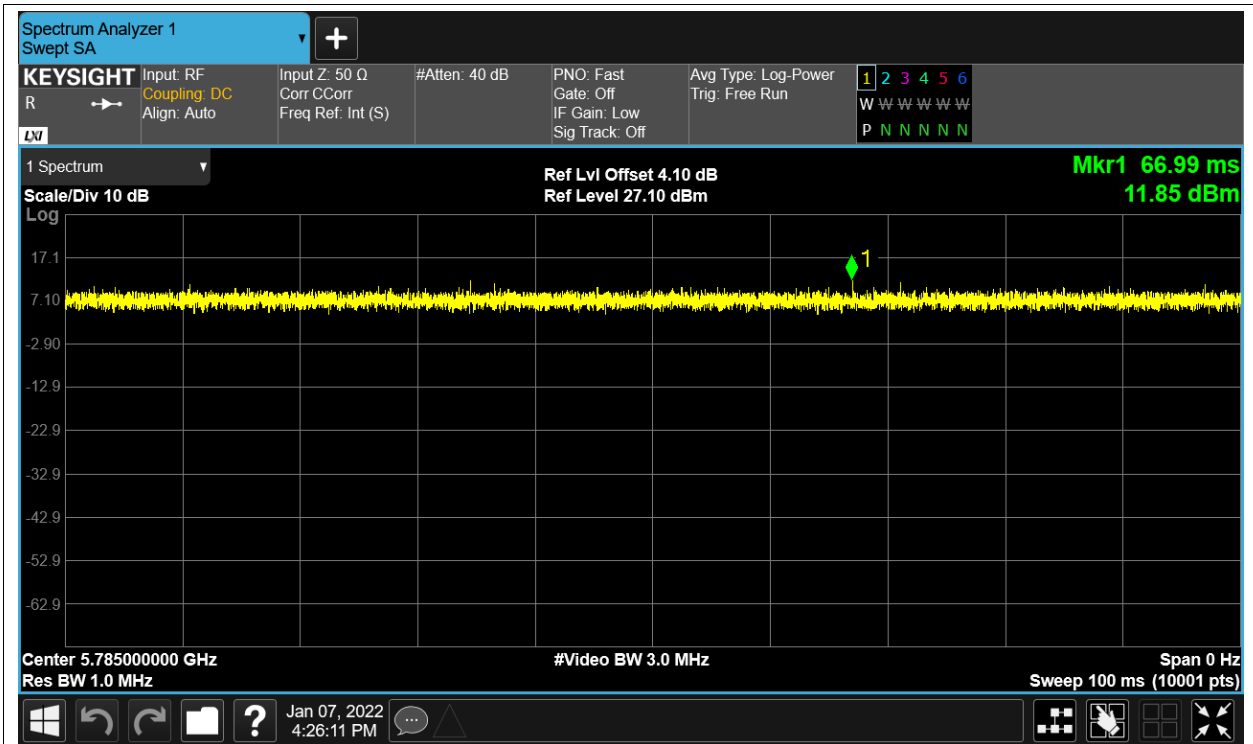 Spectrum Analyzer 1
Swept SA
KEYSIGHT
R
LXI
Input: RF
Coupling: DC
Align: Auto
Input Z: 50 Ω
Corr CCorr
Freq Ref: Int (S)
#Atten: 40 dB
PNO: Fast
Gate: Off
IF Gain: Low
Sig Track: Off
Avg Type: Log-Power
Trig: Free Run
1 2 3 4 5 6
W W W W W W
P N N N N N
1 Spectrum
Scale/Div 10 dB
Log
Ref Lvl Offset 4.10 dB
Ref Level 27.10 dBm
Mkr1 66.99 ms
11.85 dBm
1
17.1
7.10
-2.90
-12.9
-22.9
-32.9
-42.9
-52.9
-62.9
Center 5.785000000 GHz
Res BW 1.0 MHz
#Video BW 3.0 MHz
Span 0 Hz
Sweep 100 ms (10001 pts)
?
Jan 07, 2022
4:26:11 PM